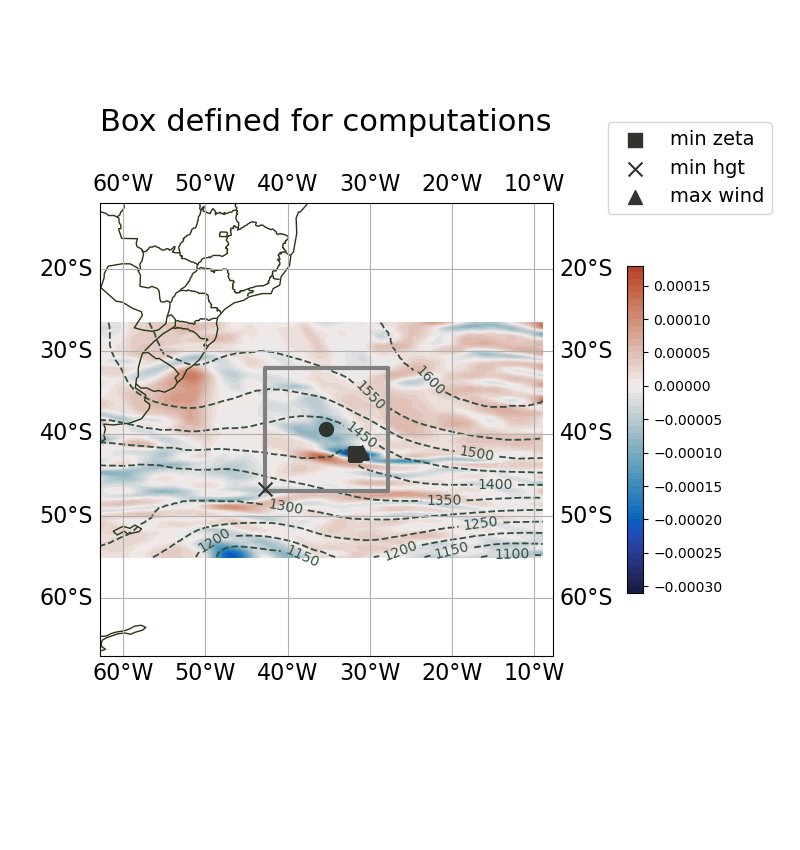 Box defined for computations
min zeta
min hgt
max wind
60°W 50°W 40°W 30°W 20°W 10°W
20°S 20°S
30°S 30°S
40°S 40°S
50°S 50°S
60°S 60°S
60°W 50°W 40°W 30°W 20°W 10°W
1600
1550
1450
1500
1400
1350
1300
1250
1200
1150
1200
1150
1100
0.00015
0.00010
0.00005
0.00000
−0.00005
−0.00010
−0.00015
−0.00020
−0.00025
−0.00030